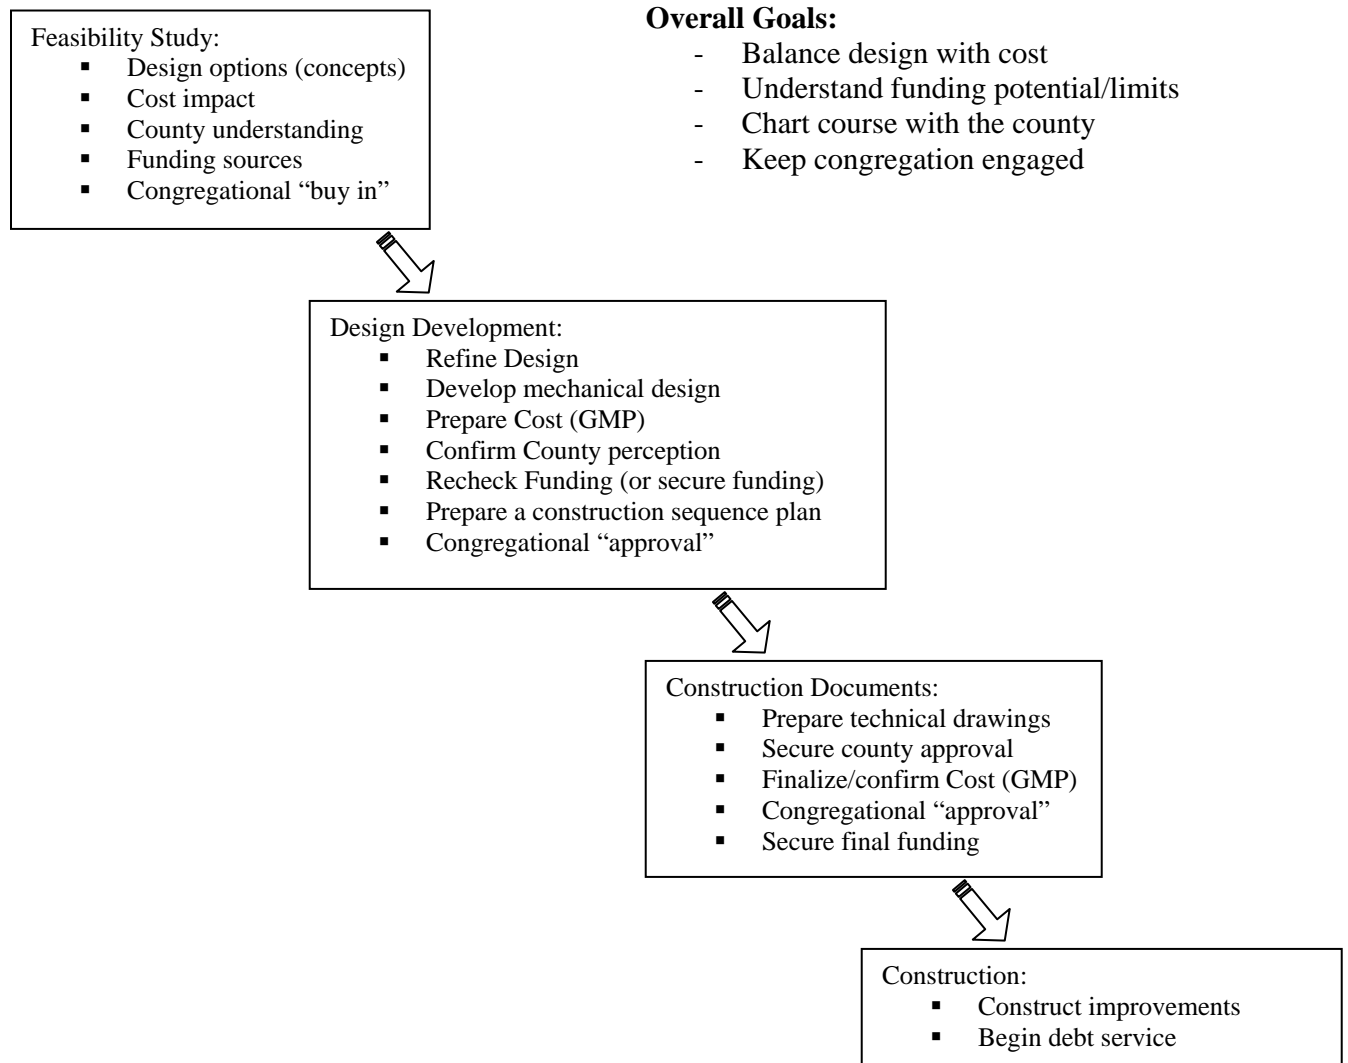 Overall Goals:
- Balance design with cost
- Understand funding potential/limits
- Chart course with the county
- Keep congregation engaged
Feasibility Study:
▪ Design options (concepts)
▪ Cost impact
▪ County understanding
▪ Funding sources
▪ Congregational “buy in”
Design Development:
▪ Refine Design
▪ Develop mechanical design
▪ Prepare Cost (GMP)
▪ Confirm County perception
▪ Recheck Funding (or secure funding)
▪ Prepare a construction sequence plan
▪ Congregational “approval”
Construction Documents:
▪ Prepare technical drawings
▪ Secure county approval
▪ Finalize/confirm Cost (GMP)
▪ Congregational “approval”
▪ Secure final funding
Construction:
▪ Construct improvements
▪ Begin debt service